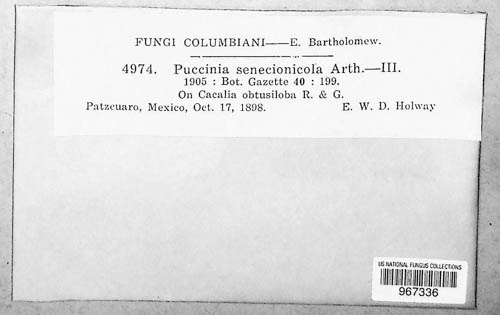 FUNGI COLUMBIANI——E. Bartholomew.
4974. Puccinia senecionicola Arth.—III.
1905 : Bot. Gazette 40 : 199.
On Cacalia obtusiloba R. & G.
Patzcuaro, Mexico, Oct. 17, 1898. E. W. D. Holway
US NATIONAL FUNGUS COLLECTIONS
967336